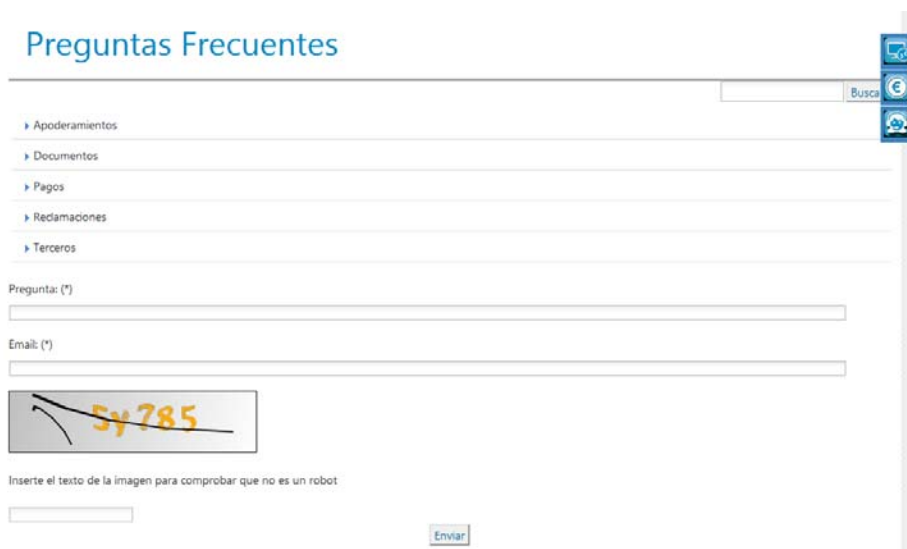 Preguntas Frecuentes
Busca
Apoderamientos
Documentos
Pagos
Reclamaciones
Terceros
Pregunta: (*)
Email: (*)
5y785
Inserte el texto de la imagen para comprobar que no es un robot
Enviar